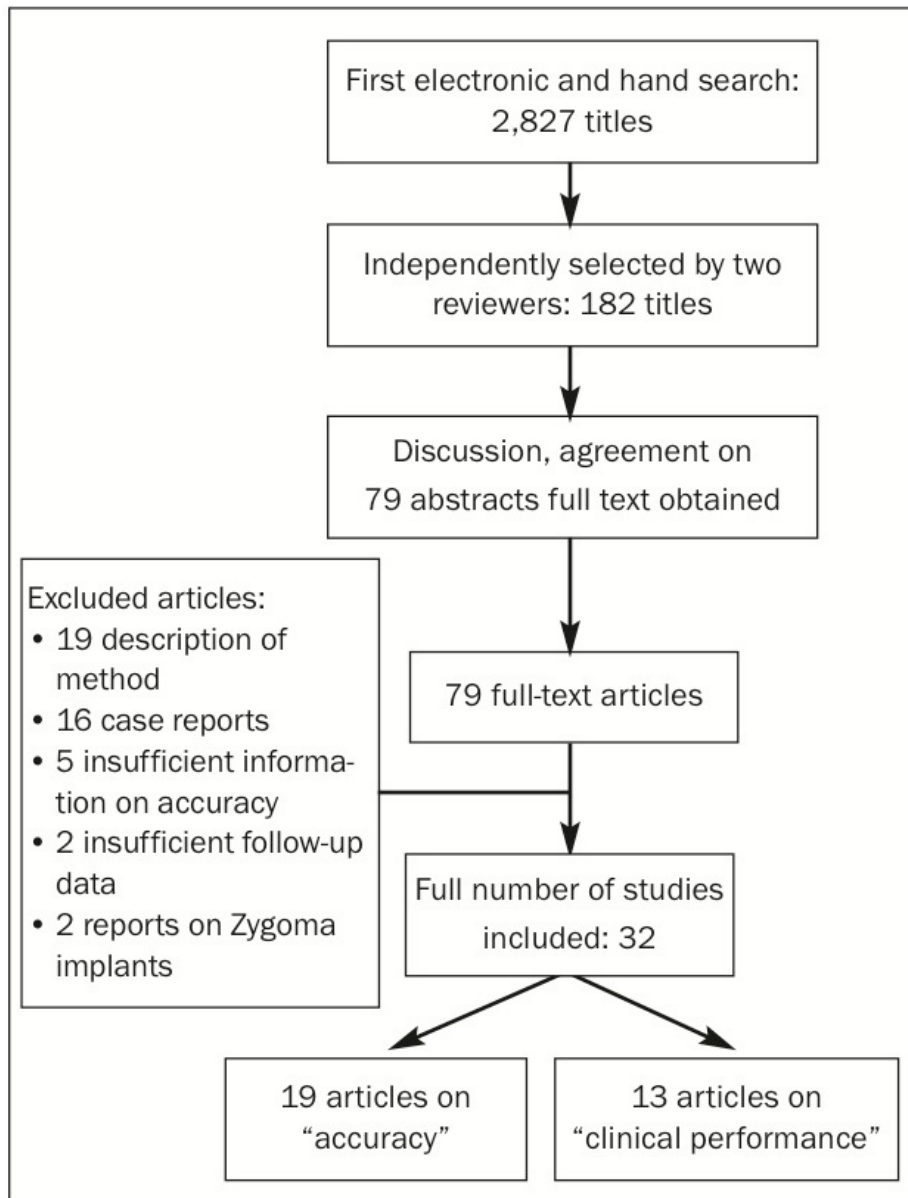 First electronic and hand search:
2,827 titles
Independently selected by two
reviewers: 182 titles
Discussion, agreement on
79 abstracts full text obtained
Excluded articles:
• 19 description of
method
• 16 case reports
• 5 insufficient informa-
tion on accuracy
• 2 insufficient follow-up
data
• 2 reports on Zygoma
implants
79 full-text articles
Full number of studies
included: 32
19 articles on
“accuracy”
13 articles on
“clinical performance”